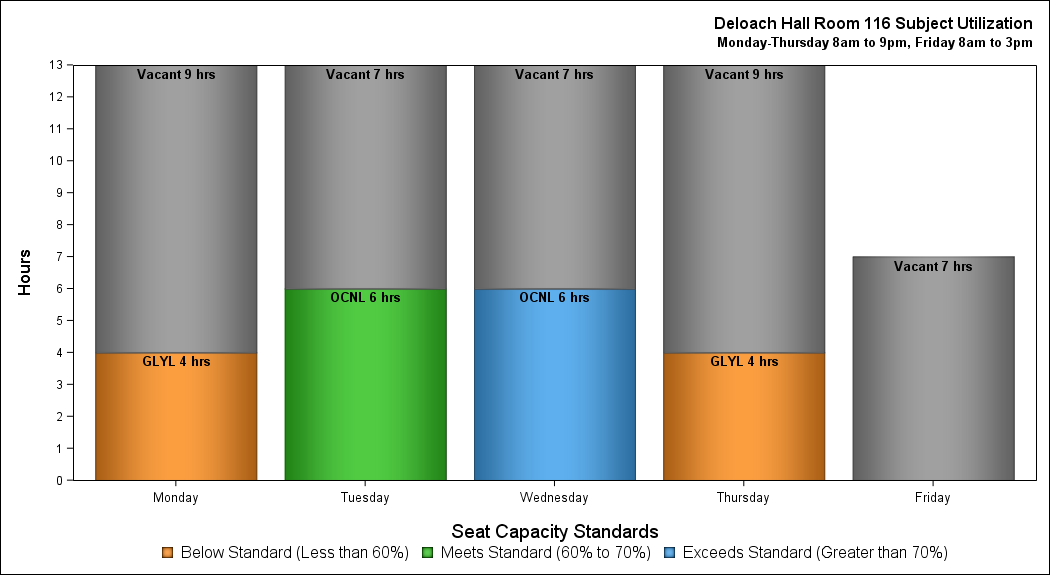 Deloach Hall Room 116 Subject Utilization
Monday-Thursday 8am to 9pm, Friday 8am to 3pm
Hours
13
12
11
10
9
8
7
6
5
4
3
2
1
0
Vacant 9 hrs
GLYL 4 hrs
Vacant 7 hrs
OCNL 6 hrs
Vacant 7 hrs
OCNL 6 hrs
Vacant 9 hrs
GLYL 4 hrs
Vacant 7 hrs
Monday Tuesday Wednesday Thursday Friday
Seat Capacity Standards
Below Standard (Less than 60%) Meets Standard (60% to 70%) Exceeds Standard (Greater than 70%)